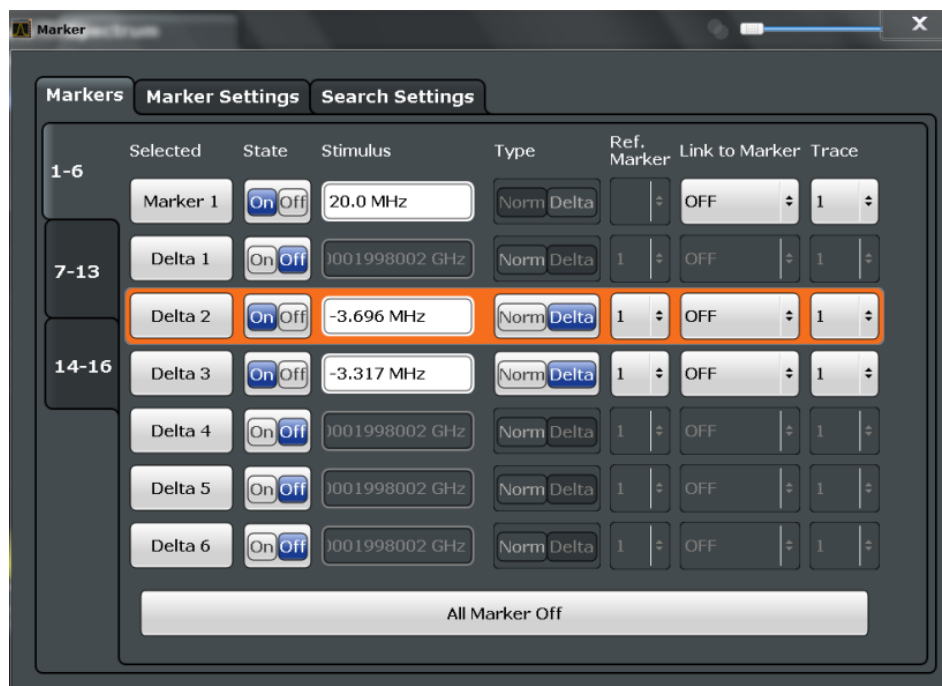 Marker
Markers Marker Settings Search Settings
1-6
7-13
14-16
Selected State Stimulus Type Ref. Marker Link to Marker Trace
Marker 1 On Off 20.0 MHz Norm Delta OFF 1
Delta 1 On Off 0001998002 GHz Norm Delta 1 OFF 1
Delta 2 On Off -3.696 MHz Norm Delta 1 OFF 1
Delta 3 On Off -3.317 MHz Norm Delta 1 OFF 1
Delta 4 On Off 0001998002 GHz Norm Delta 1 OFF 1
Delta 5 On Off 0001998002 GHz Norm Delta 1 OFF 1
Delta 6 On Off 0001998002 GHz Norm Delta 1 OFF 1
All Marker Off